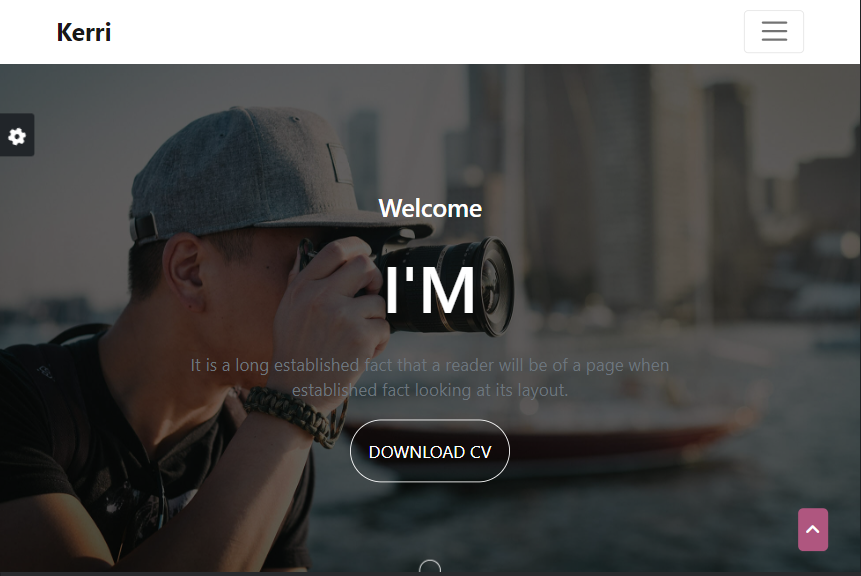 Kerri
Welcome
I'M
It is a long established fact that a reader will be of a page when
established fact looking at its layout.
DOWNLOAD CV